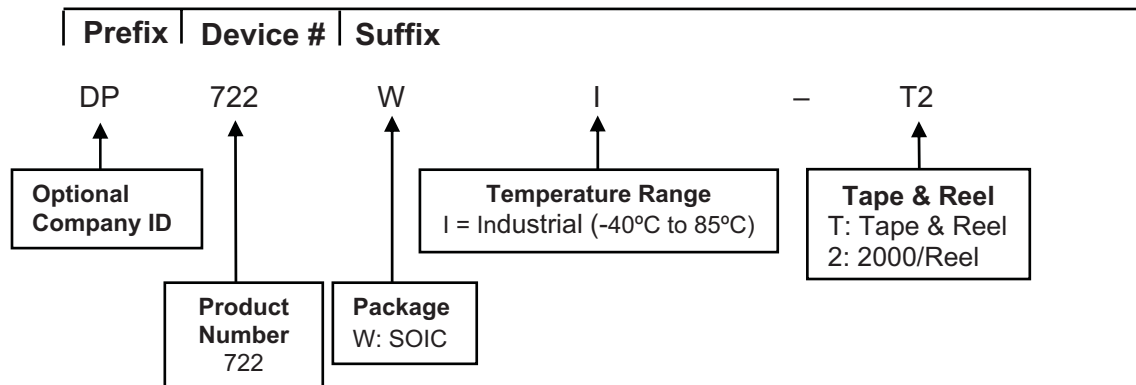 Prefix Device # Suffix
DP 722 W I – T2
Optional
Company ID
Temperature Range
I = Industrial (-40ºC to 85ºC)
Tape & Reel
T: Tape & Reel
2: 2000/Reel
Product
Number
722
Package
W: SOIC